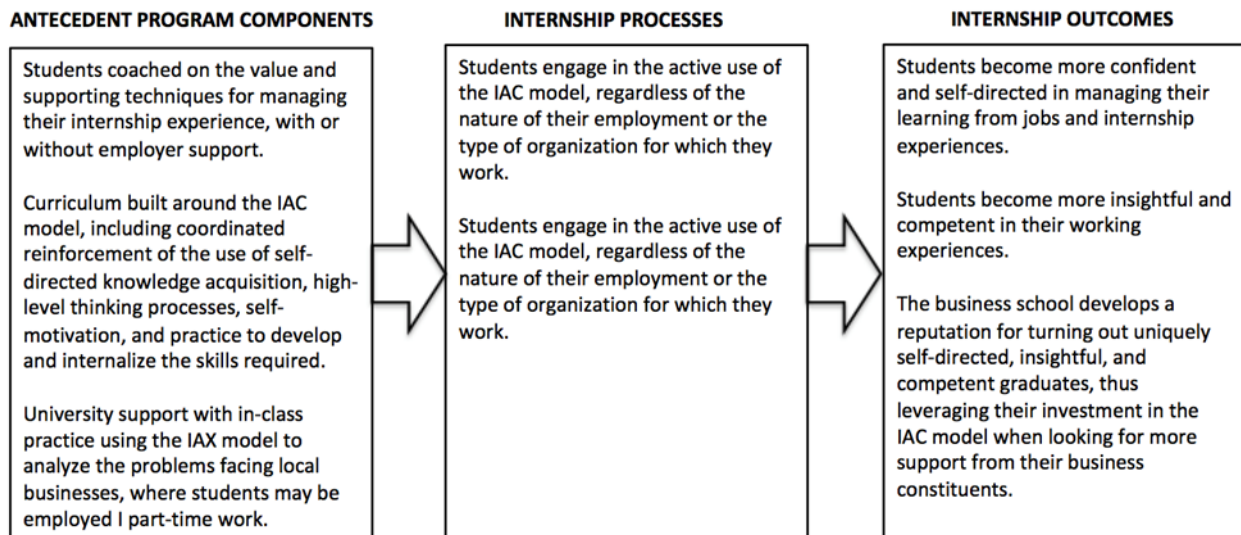 ANTECEDENT PROGRAM COMPONENTS
Students coached on the value and
supporting techniques for managing
their internship experience, with or
without employer support.
Curriculum built around the IAC
model, including coordinated
reinforcement of the use of self-
directed knowledge acquisition, high-
level thinking processes, self-
motivation, and practice to develop
and internalize the skills required.
University support with in-class
practice using the IAX model to
analyze the problems facing local
businesses, where students may be
employed I part-time work.
INTERNSHIP PROCESSES
Students engage in the active use of
the IAC model, regardless of the
nature of their employment or the
type of organization for which they
work.
Students engage in the active use of
the IAC model, regardless of the
nature of their employment or the
type of organization for which they
work.
INTERNSHIP OUTCOMES
Students become more confident
and self-directed in managing their
learning from jobs and internship
experiences.
Students become more insightful and
competent in their working
experiences.
The business school develops a
reputation for turning out uniquely
self-directed, insightful, and
competent graduates, thus
leveraging their investment in the
IAC model when looking for more
support from their business
constituents.